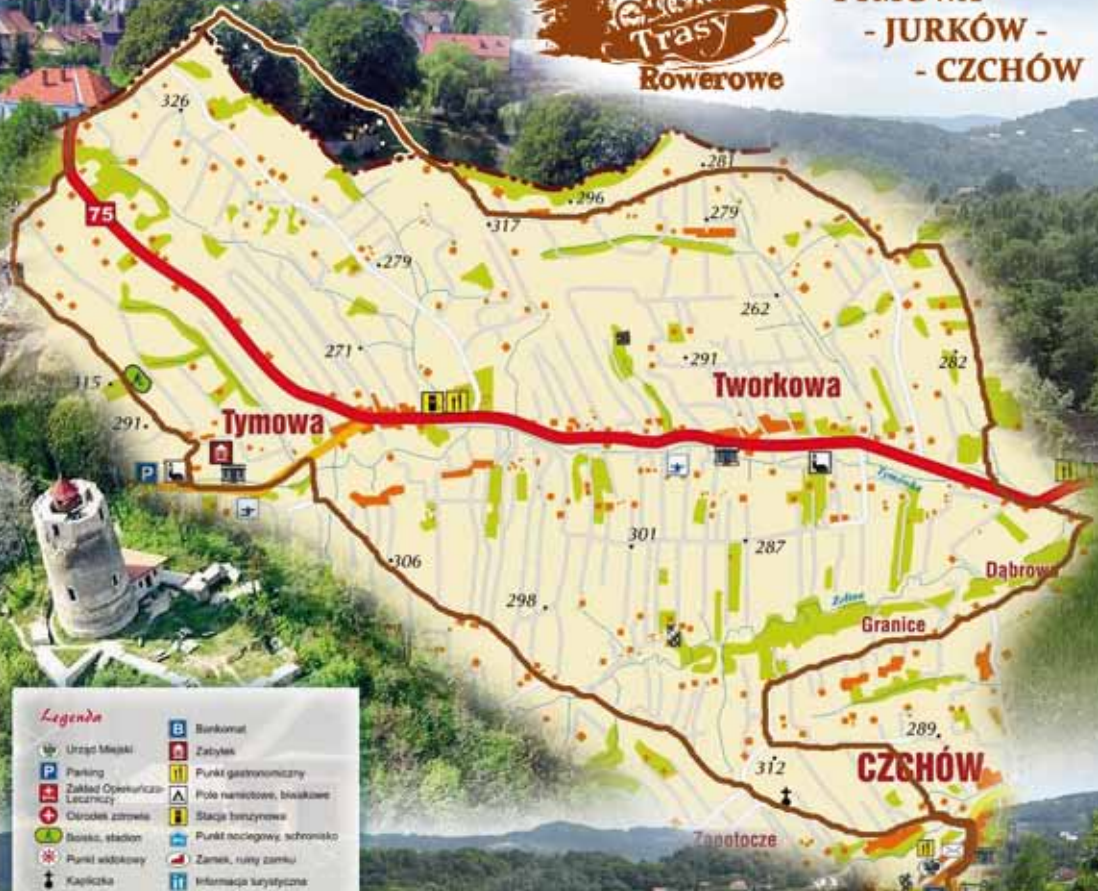 Trasy
Rowerowe
- JURKÓW -
- CZCHÓW
326
75
281
296
279
317
279
262
271
291
282
315
Tworkowa
291
Tymowa
P
306
301
287
Dąbrowa
298
Żeleźna
Granice
289
CZCHÓW
312
Zapotocze
Legenda
Urząd Miejski
P Parking
Zakład Opiekuńczo-
Leczniczy
Ośrodek zdrowia
Boisko, stadion
Punkt widokowy
Kapliczka
B Bankomat
Zabytek
Punkt gastronomiczny
Pole namiotowe, biwakowe
Stacja benzynowa
Punkt noclegowy, schronisko
Zamek, ruiny zamku
Informacja turystyczna